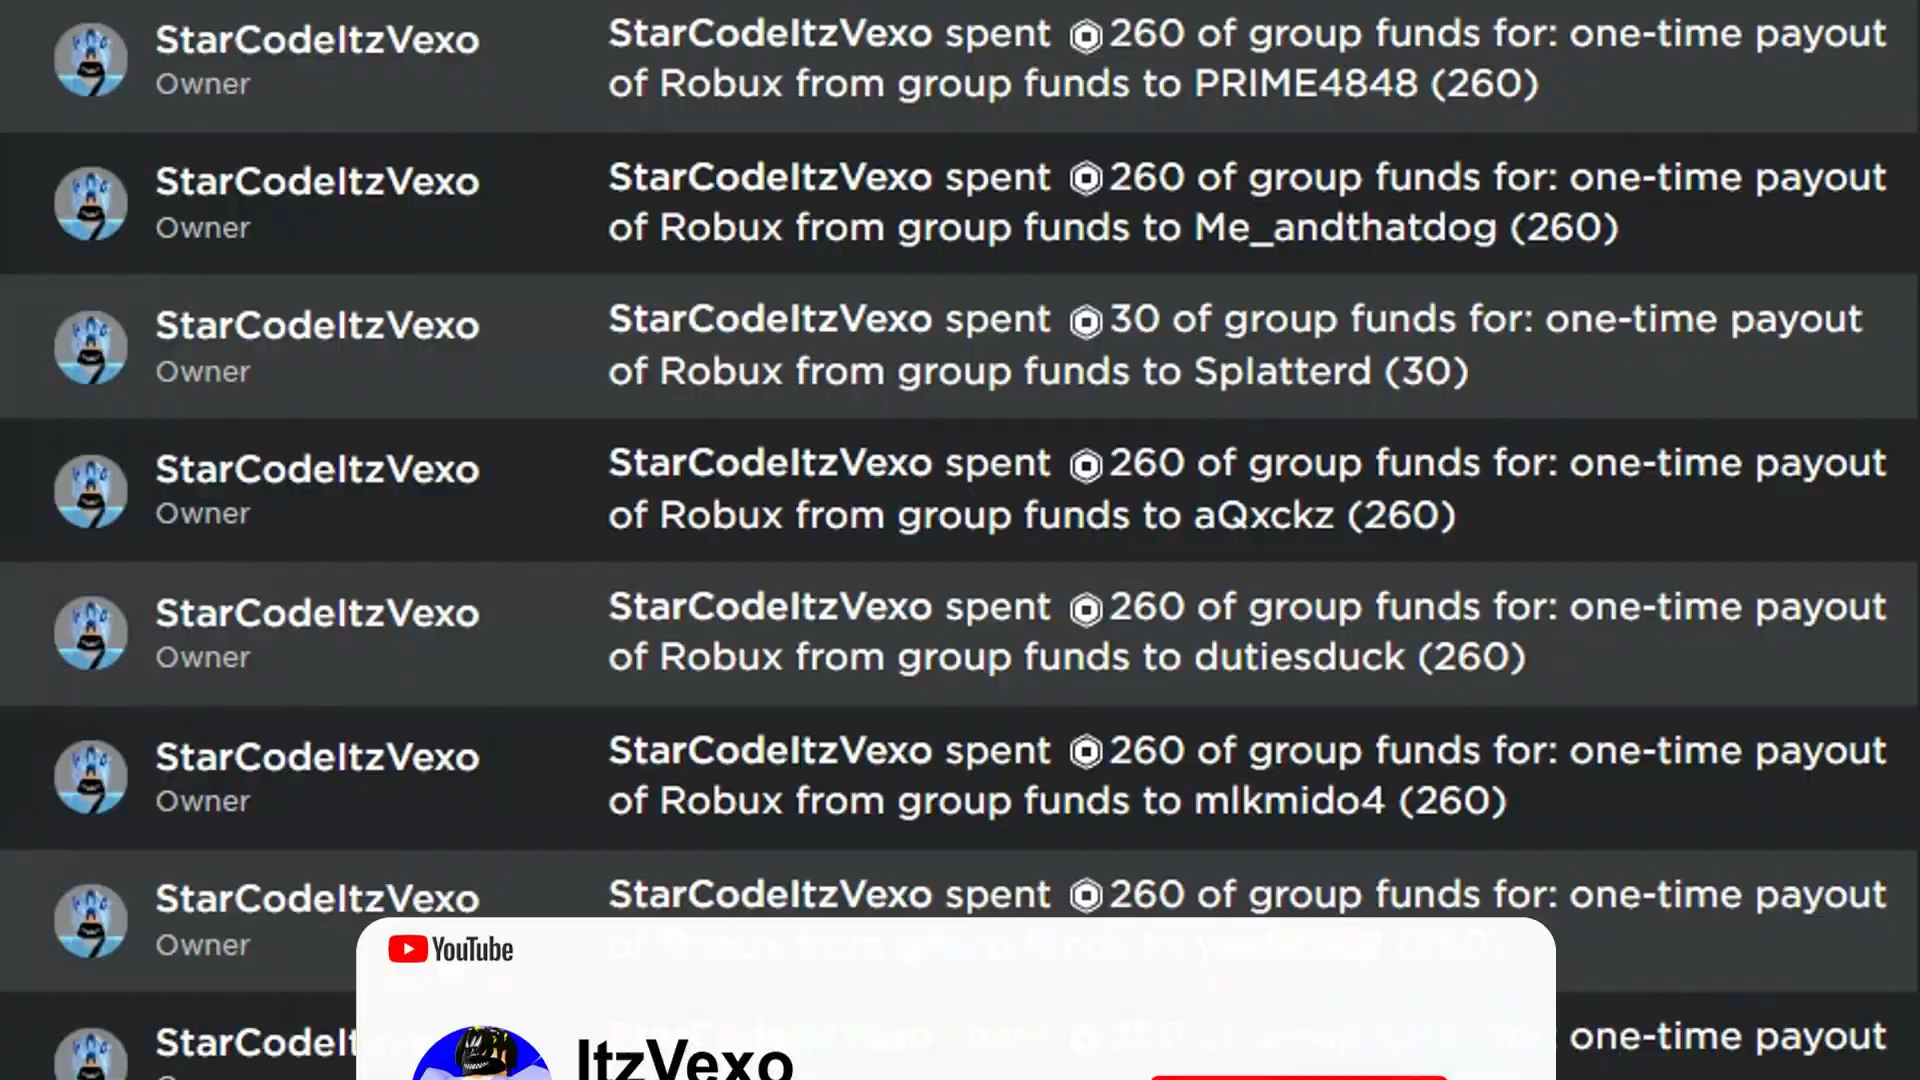 StarCodeItzVexo
Owner
StarCodeItzVexo spent 260 of group funds for: one-time payout
of Robux from group funds to PRIME4848 (260)
StarCodeItzVexo
Owner
StarCodeItzVexo spent 260 of group funds for: one-time payout
of Robux from group funds to Me_andthatdog (260)
StarCodeItzVexo
Owner
StarCodeItzVexo spent 30 of group funds for: one-time payout
of Robux from group funds to Splatterd (30)
StarCodeItzVexo
Owner
StarCodeItzVexo spent 260 of group funds for: one-time payout
of Robux from group funds to aQxckz (260)
StarCodeItzVexo
Owner
StarCodeItzVexo spent 260 of group funds for: one-time payout
of Robux from group funds to dutiesduck (260)
StarCodeItzVexo
Owner
StarCodeItzVexo spent 260 of group funds for: one-time payout
of Robux from group funds to mlkmido4 (260)
StarCodeItzVexo
Owner
StarCodeItzVexo spent 260 of group funds for: one-time payout
YouTube
StarCodeIt
one-time payout
ItzVexo